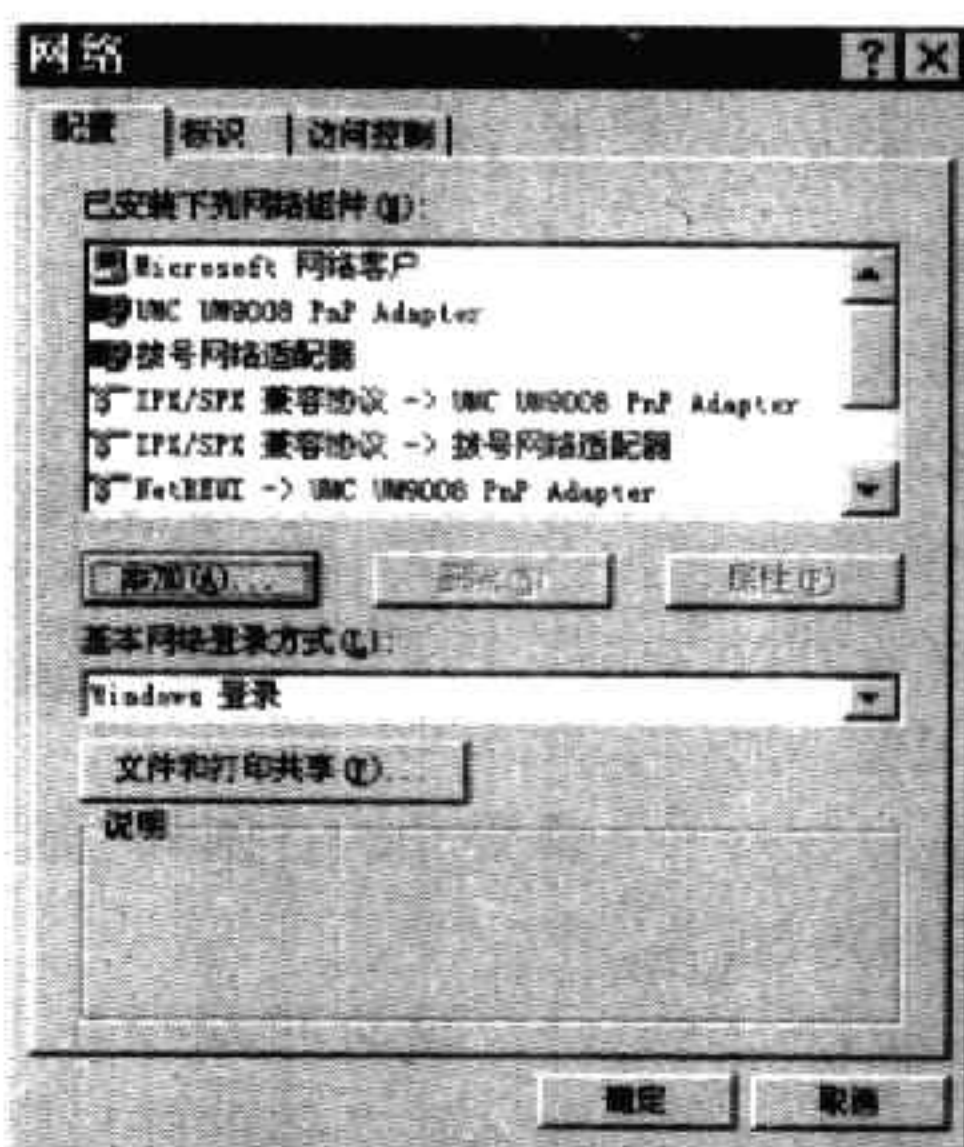 网络
配置 标识 访问控制
已安装下列网络组件(N):
Microsoft 网络客户
UMC UM9008 PnP Adapter
拨号网络适配器
IPX/SPX 兼容协议 -> UMC UM9008 PnP Adapter
IPX/SPX 兼容协议 -> 拨号网络适配器
NetBEUI -> UMC UM9008 PnP Adapter
添加(A)... 删除(E) 属性(P)
基本网络登录方式(L):
Windows 登录
文件和打印共享(F)...
说明
确定 取消